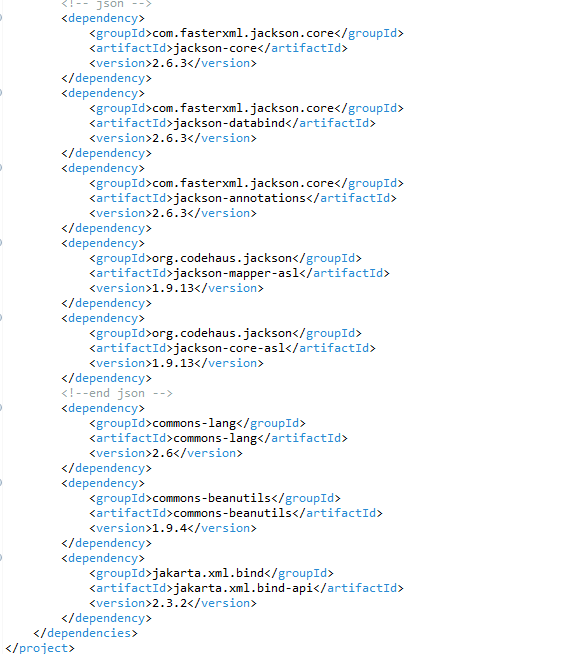 <!-- json -->
<dependency>
<groupId>com.fasterxml.jackson.core</groupId>
<artifactId>jackson-core</artifactId>
<version>2.6.3</version>
</dependency>
<dependency>
<groupId>com.fasterxml.jackson.core</groupId>
<artifactId>jackson-databind</artifactId>
<version>2.6.3</version>
</dependency>
<dependency>
<groupId>com.fasterxml.jackson.core</groupId>
<artifactId>jackson-annotations</artifactId>
<version>2.6.3</version>
</dependency>
<dependency>
<groupId>org.codehaus.jackson</groupId>
<artifactId>jackson-mapper-asl</artifactId>
<version>1.9.13</version>
</dependency>
<dependency>
<groupId>org.codehaus.jackson</groupId>
<artifactId>jackson-core-asl</artifactId>
<version>1.9.13</version>
</dependency>
<!--end json -->
<dependency>
<groupId>commons-lang</groupId>
<artifactId>commons-lang</artifactId>
<version>2.6</version>
</dependency>
<dependency>
<groupId>commons-beanutils</groupId>
<artifactId>commons-beanutils</artifactId>
<version>1.9.4</version>
</dependency>
<dependency>
<groupId>jakarta.xml.bind</groupId>
<artifactId>jakarta.xml.bind-api</artifactId>
<version>2.3.2</version>
</dependency>
</dependencies>
</project>